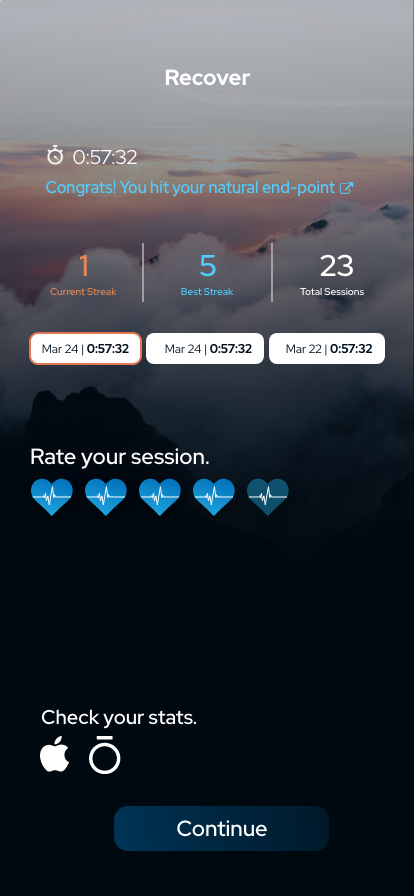 Recover
0:57:32
Congrats! You hit your natural end-point
1
Current Streak
5
Best Streak
23
Total Sessions
Mar 24 | 0:57:32
Mar 24 | 0:57:32
Mar 22 | 0:57:32
Rate your session.
Check your stats.
Continue